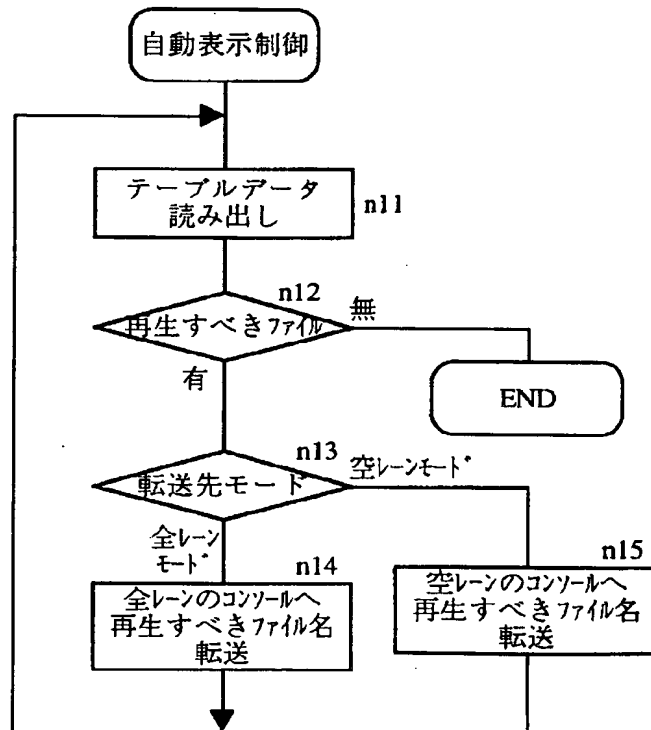 自動表示制御
テーブルデータ
読み出し
n11
n12
再生すべきファイル
無
有
END
n13
転送先モード
空レーンモード
全レーン
モード
n14
全レーンのコンソールへ
再生すべきファイル名
転送
n15
空レーンのコンソールへ
再生すべきファイル名
転送